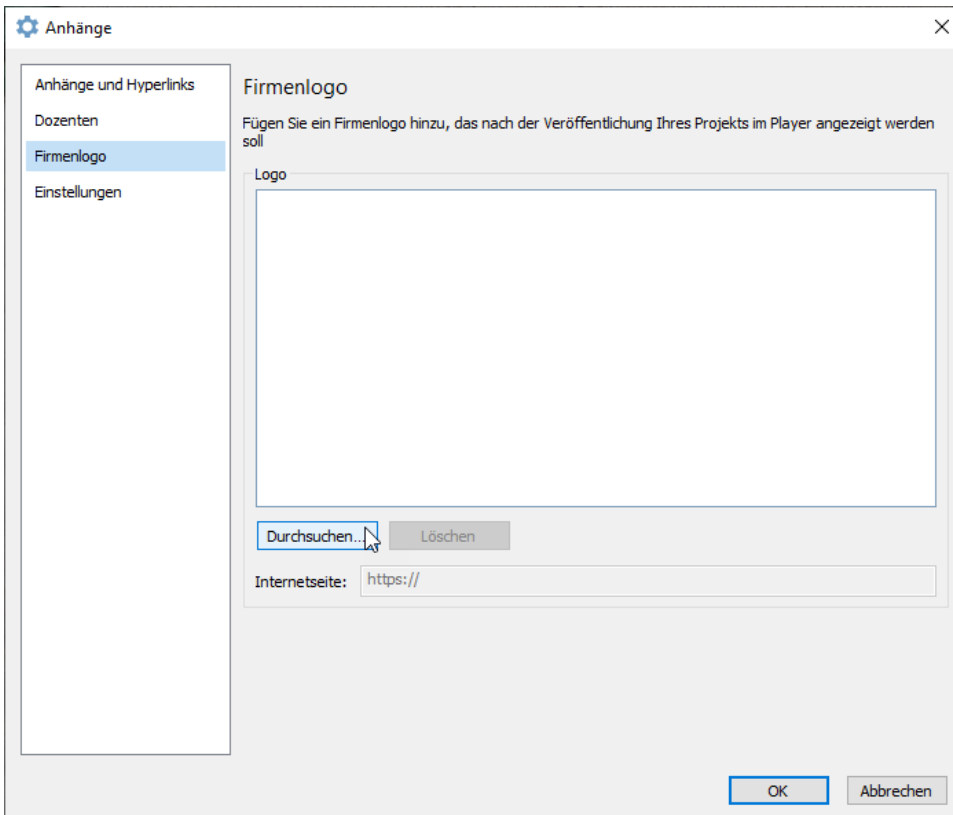 Anhänge
Anhänge und Hyperlinks
Dozenten
Firmenlogo
Einstellungen
Firmenlogo
Fügen Sie ein Firmenlogo hinzu, das nach der Veröffentlichung Ihres Projekts im Player angezeigt werden
soll
Logo
Durchsuchen...
Löschen
Internetseite: https://
OK
Abbrechen